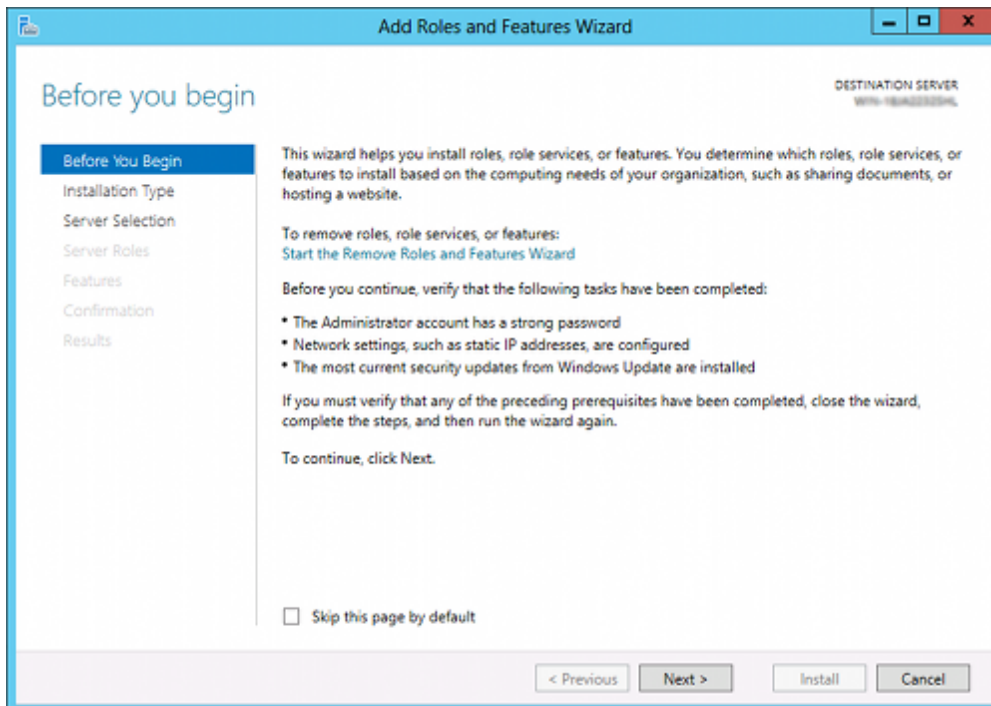 Add Roles and Features Wizard
Before you begin
DESTINATION SERVER
Before You Begin
Installation Type
Server Selection
Server Roles
Features
Confirmation
Results
This wizard helps you install roles, role services, or features. You determine which roles, role services, or
features to install based on the computing needs of your organization, such as sharing documents, or
hosting a website.
To remove roles, role services, or features:
Start the Remove Roles and Features Wizard
Before you continue, verify that the following tasks have been completed:
• The Administrator account has a strong password
• Network settings, such as static IP addresses, are configured
• The most current security updates from Windows Update are installed
If you must verify that any of the preceding prerequisites have been completed, close the wizard,
complete the steps, and then run the wizard again.
To continue, click Next.
Skip this page by default
< Previous
Next >
Install
Cancel